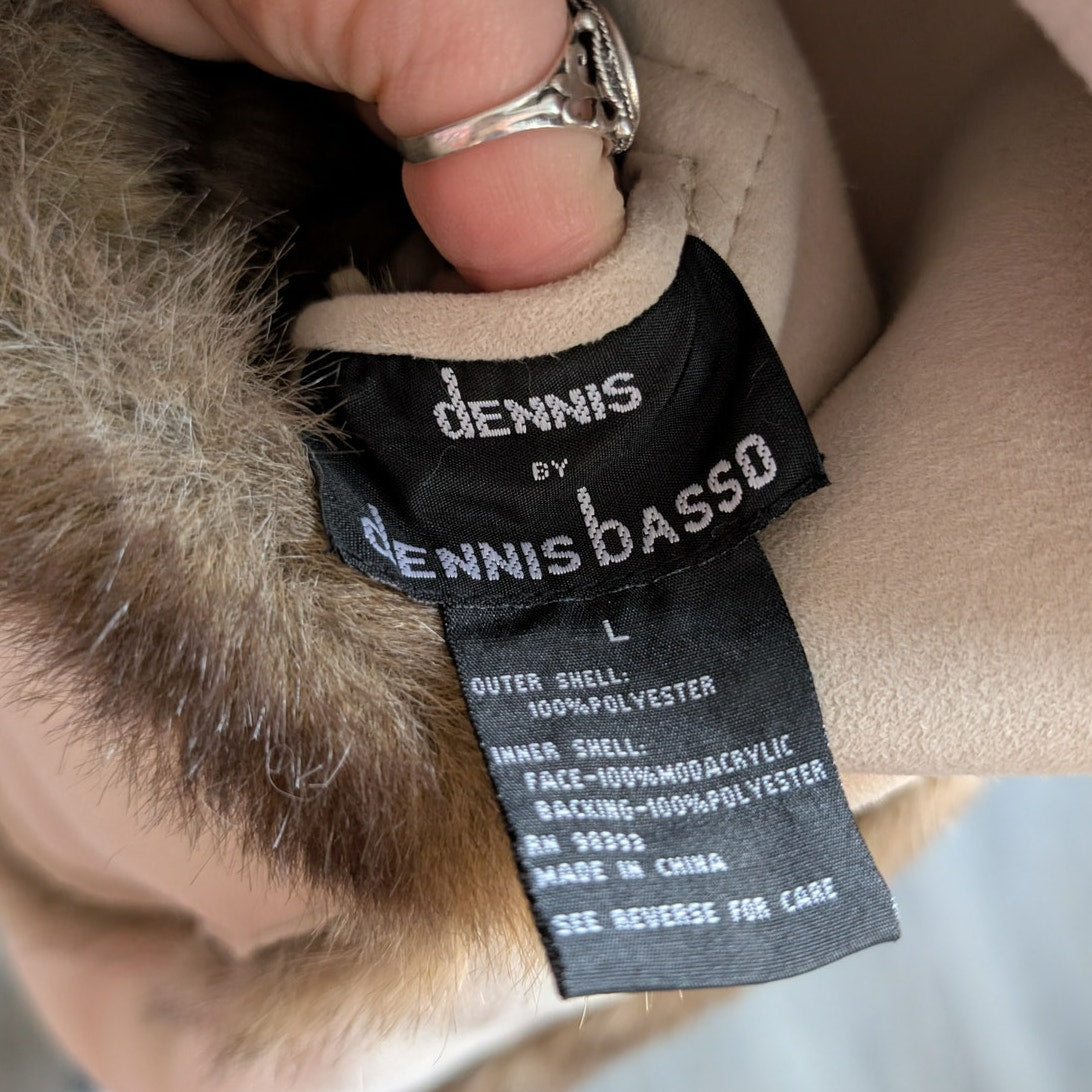 dENNIS
BY
dENNIS bASSO
L
OUTER SHELL:
100%POLYESTER
INNER SHELL:
FACE-100%MODACRYLIC
BACKING-100%POLYESTER
RN
MADE IN CHINA
SEE REVERSE FOR CARE